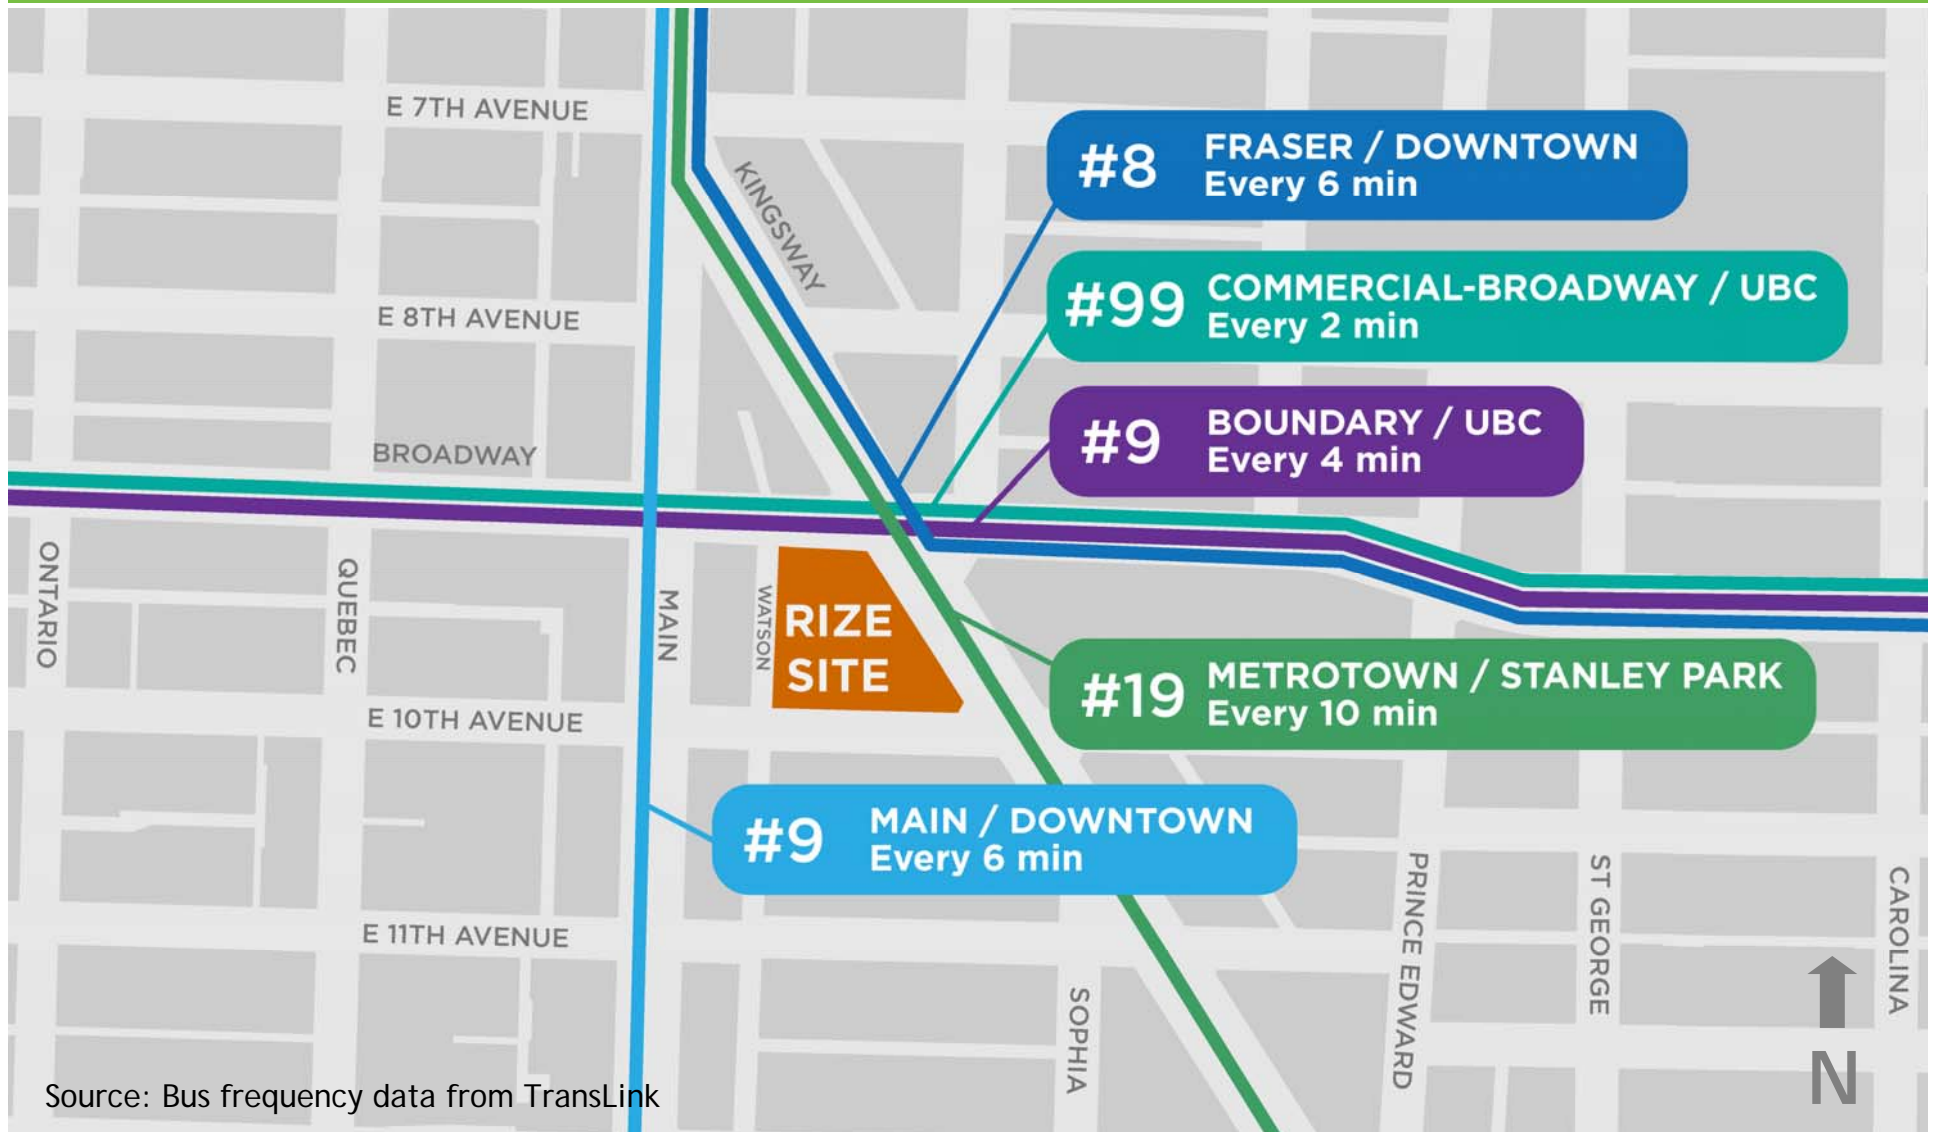 E 7TH AVENUE
KINGSWAY
#8 FRASER / DOWNTOWN
Every 6 min
#99 COMMERCIAL-BROADWAY / UBC
Every 2 min
E 8TH AVENUE
#9 BOUNDARY / UBC
Every 4 min
BROADWAY
ONTARIO
QUEBEC
MAIN
WATSON
RIZE
SITE
#19 METROTOWN / STANLEY PARK
Every 10 min
E 10TH AVENUE
#9 MAIN / DOWNTOWN
Every 6 min
E 11TH AVENUE
SOPHIA
PRINCE EDWARD
ST GEORGE
CAROLINA
N
Source: Bus frequency data from TransLink